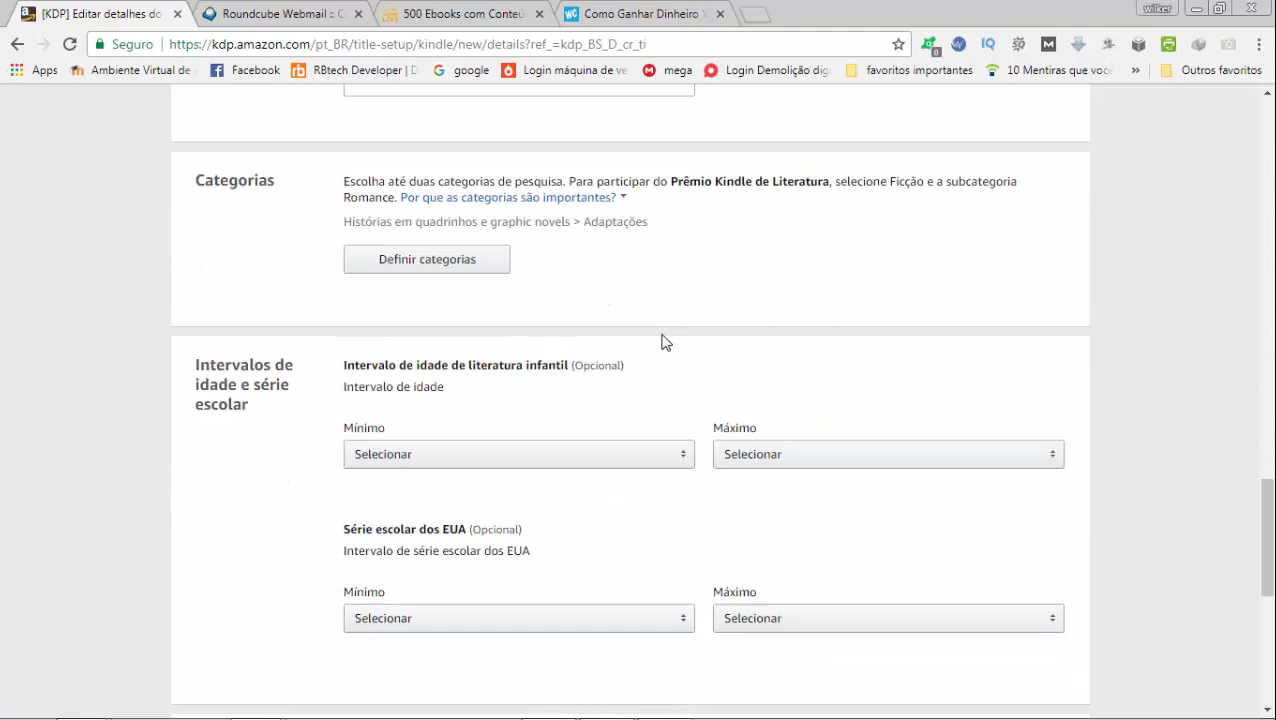 [KDP] Editar detalhes do
Roundcube Webmail :: C
500 Ebooks com Conteú
Como Ganhar Dinheiro
wilker
Seguro
https://kdp.amazon.com/pt_BR/title-setup/kindle/new/details?ref_=kdp_BS_D_cr_ti
Apps
Ambiente Virtual de
Facebook
RBtech Developer | D
google
Login máquina de ve
mega
Login Demolição dig
favoritos importantes
10 Mentiras que voce
Outros favoritos
Categorias
Escolha até duas categorias de pesquisa. Para participar do Prêmio Kindle de Literatura, selecione Ficção e a subcategoria
Romance. Por que as categorias são importantes?
Histórias em quadrinhos e graphic novels > Adaptações
Definir categorias
Intervalos de
idade e série
escolar
Intervalo de idade de literatura infantil (Opcional)
Intervalo de idade
Mínimo
Máximo
Selecionar
Selecionar
Série escolar dos EUA (Opcional)
Intervalo de série escolar dos EUA
Mínimo
Máximo
Selecionar
Selecionar